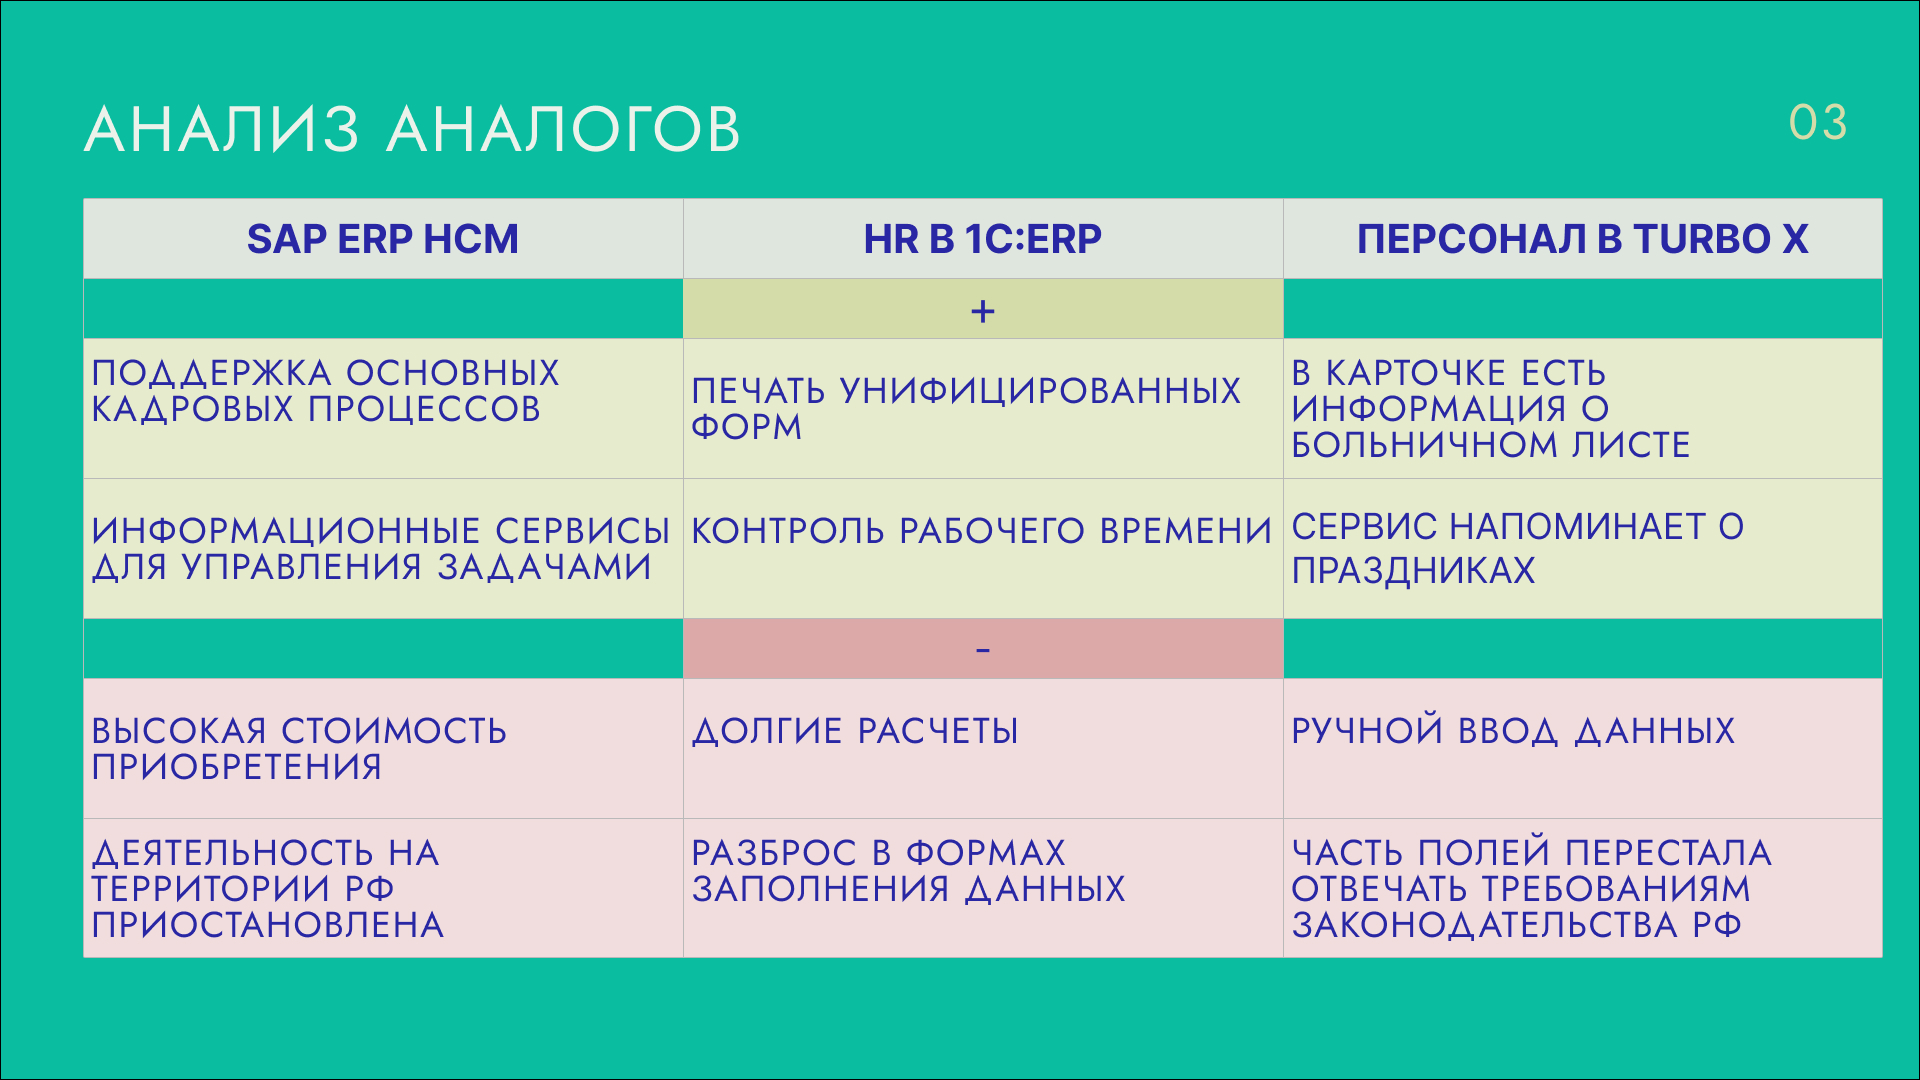 АНАЛИЗ АНАЛОГОВ
03
SAP ERP HCM
HR В 1С:ERP
ПЕРСОНАЛ В TURBO X
+
ПОДДЕРЖКА ОСНОВНЫХ
КАДРОВЫХ ПРОЦЕССОВ
ПЕЧАТЬ УНИФИЦИРОВАННЫХ
ФОРМ
В КАРТОЧКЕ ЕСТЬ
ИНФОРМАЦИЯ О
БОЛЬНИЧНОМ ЛИСТЕ
ИНФОРМАЦИОННЫЕ СЕРВИСЫ
ДЛЯ УПРАВЛЕНИЯ ЗАДАЧАМИ
КОНТРОЛЬ РАБОЧЕГО ВРЕМЕНИ
СЕРВИС НАПОМИНАЕТ О
ПРАЗДНИКАХ
-
ВЫСОКАЯ СТОИМОСТЬ
ПРИОБРЕТЕНИЯ
ДОЛГИЕ РАСЧЕТЫ
РУЧНОЙ ВВОД ДАННЫХ
ДЕЯТЕЛЬНОСТЬ НА
ТЕРРИТОРИИ РФ
ПРИОСТАНОВЛЕНА
РАЗБРОС В ФОРМАХ
ЗАПОЛНЕНИЯ ДАННЫХ
ЧАСТЬ ПОЛЕЙ ПЕРЕСТАЛА
ОТВЕЧАТЬ ТРЕБОВАНИЯМ
ЗАКОНОДАТЕЛЬСТВА РФ